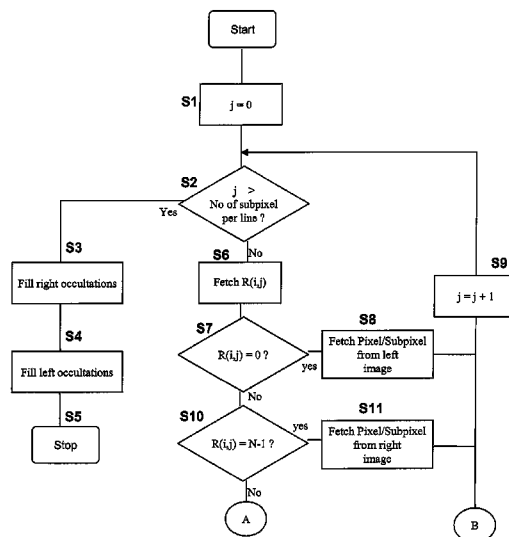 Start
S1
j = 0
S2
j >
No of subpixel
per line ?
Yes
No
S3
Fill right occultations
S4
Fill left occultations
S5
Stop
S6
Fetch R(i,j)
S7
R(i,j) = 0 ?
yes
No
S8
Fetch Pixel/Subpixel
from left
image
S9
j = j + 1
S10
R(i,j) = N-1 ?
yes
No
S11
Fetch Pixel/Subpixel
from right
image
A
B